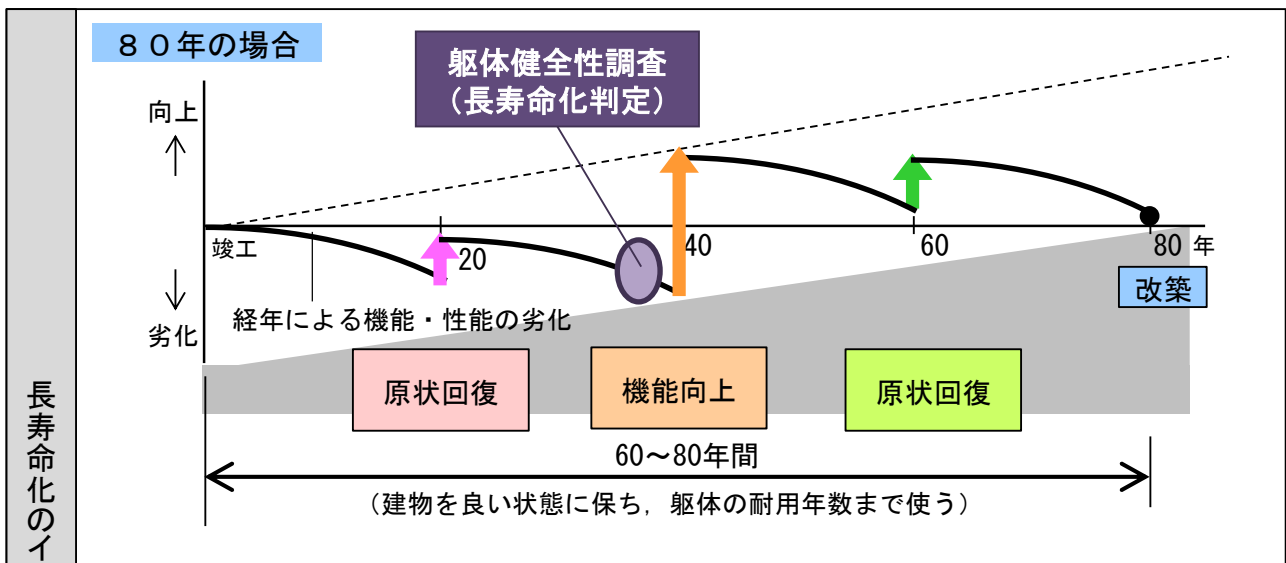 ８０年の場合
躯体健全性調査
（長寿命化判定）
向上
↑
竣工
20
40
60
80 年
↓
劣化
経年による機能・性能の劣化
改築
原状回復
機能向上
原状回復
60～80年間
（建物を良い状態に保ち，躯体の耐用年数まで使う）
長寿命化のイ